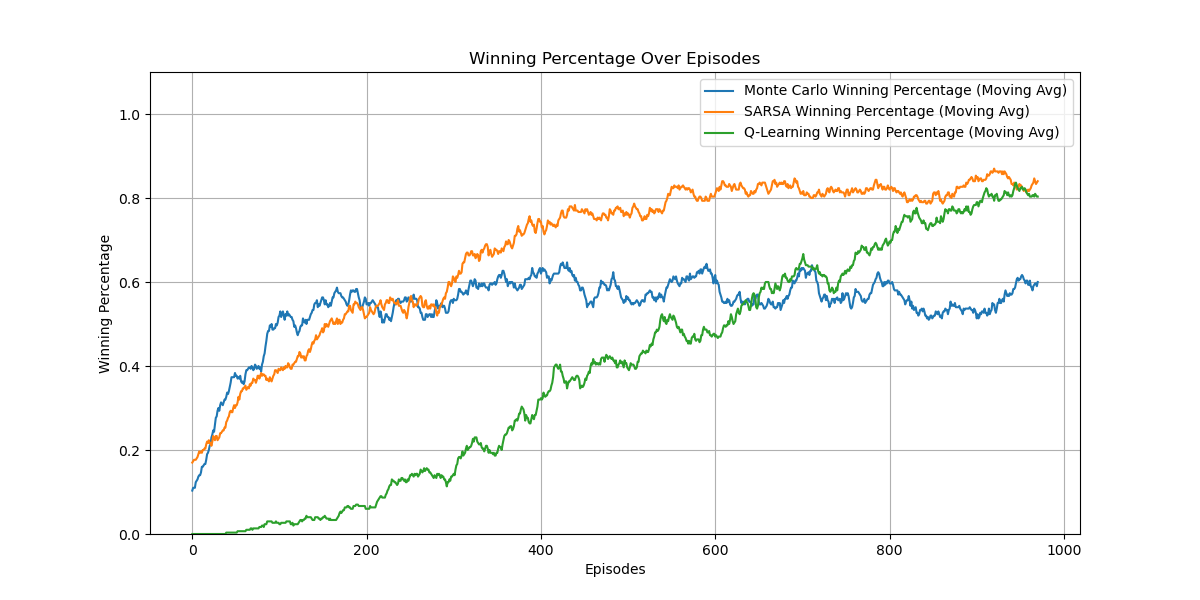 Winning Percentage Over Episodes
Monte Carlo Winning Percentage (Moving Avg)
SARSA Winning Percentage (Moving Avg)
Q-Learning Winning Percentage (Moving Avg)
Winning Percentage
1.0
0.8
0.6
0.4
0.2
0.0
0 200 400 600 800 1000
Episodes